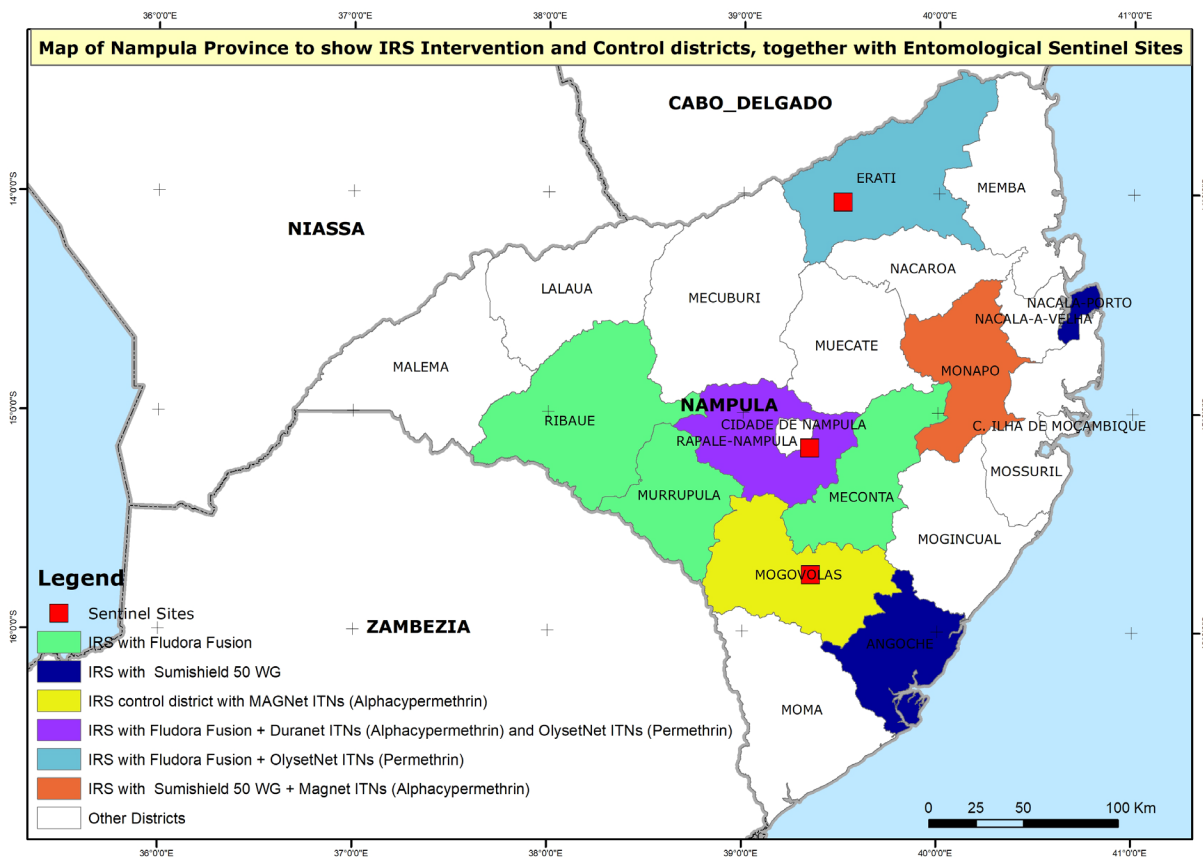 36°0'0"E 37°0'0"E 38°0'0"E 39°0'0"E 40°0'0"E 41°0'0"E
Map of Nampula Province to show IRS Intervention and Control districts, together with Entomological Sentinel Sites
CABO_DELGADO
ERATI
MEMBA
14°0'0"S
NIASSA
NACAROA
LALAUA
MECUBURI
NACALA-PORTO
NACALA-A-VELHA
MUECATE
MALEMA
MONAPO
NAMPULA
15°0'0"S
RIBAUE
CIDADE DE NAMPULA
C. ILHA DE MOÇAMBIQUE
RAPALE-NAMPULA
MOSSURIL
MURRUPULA
MECONTA
MOGINCUAL
MOGOVOLAS
Legend
Sentinel Sites
ZAMBEZIA
16°0'0"S
IRS with Fludora Fusion
ANGOCHE
IRS with Sumishield 50 WG
IRS control district with MAGNet ITNs (Alphacypermethrin)
MOMA
IRS with Fludora Fusion + Duranet ITNs (Alphacypermethrin) and OlysetNet ITNs (Permethrin)
IRS with Fludora Fusion + OlysetNet ITNs (Permethrin)
IRS with Sumishield 50 WG + Magnet ITNs (Alphacypermethrin)
Other Districts
0 25 50 100 Km
36°0'0"E 37°0'0"E 38°0'0"E 39°0'0"E 40°0'0"E 41°0'0"E